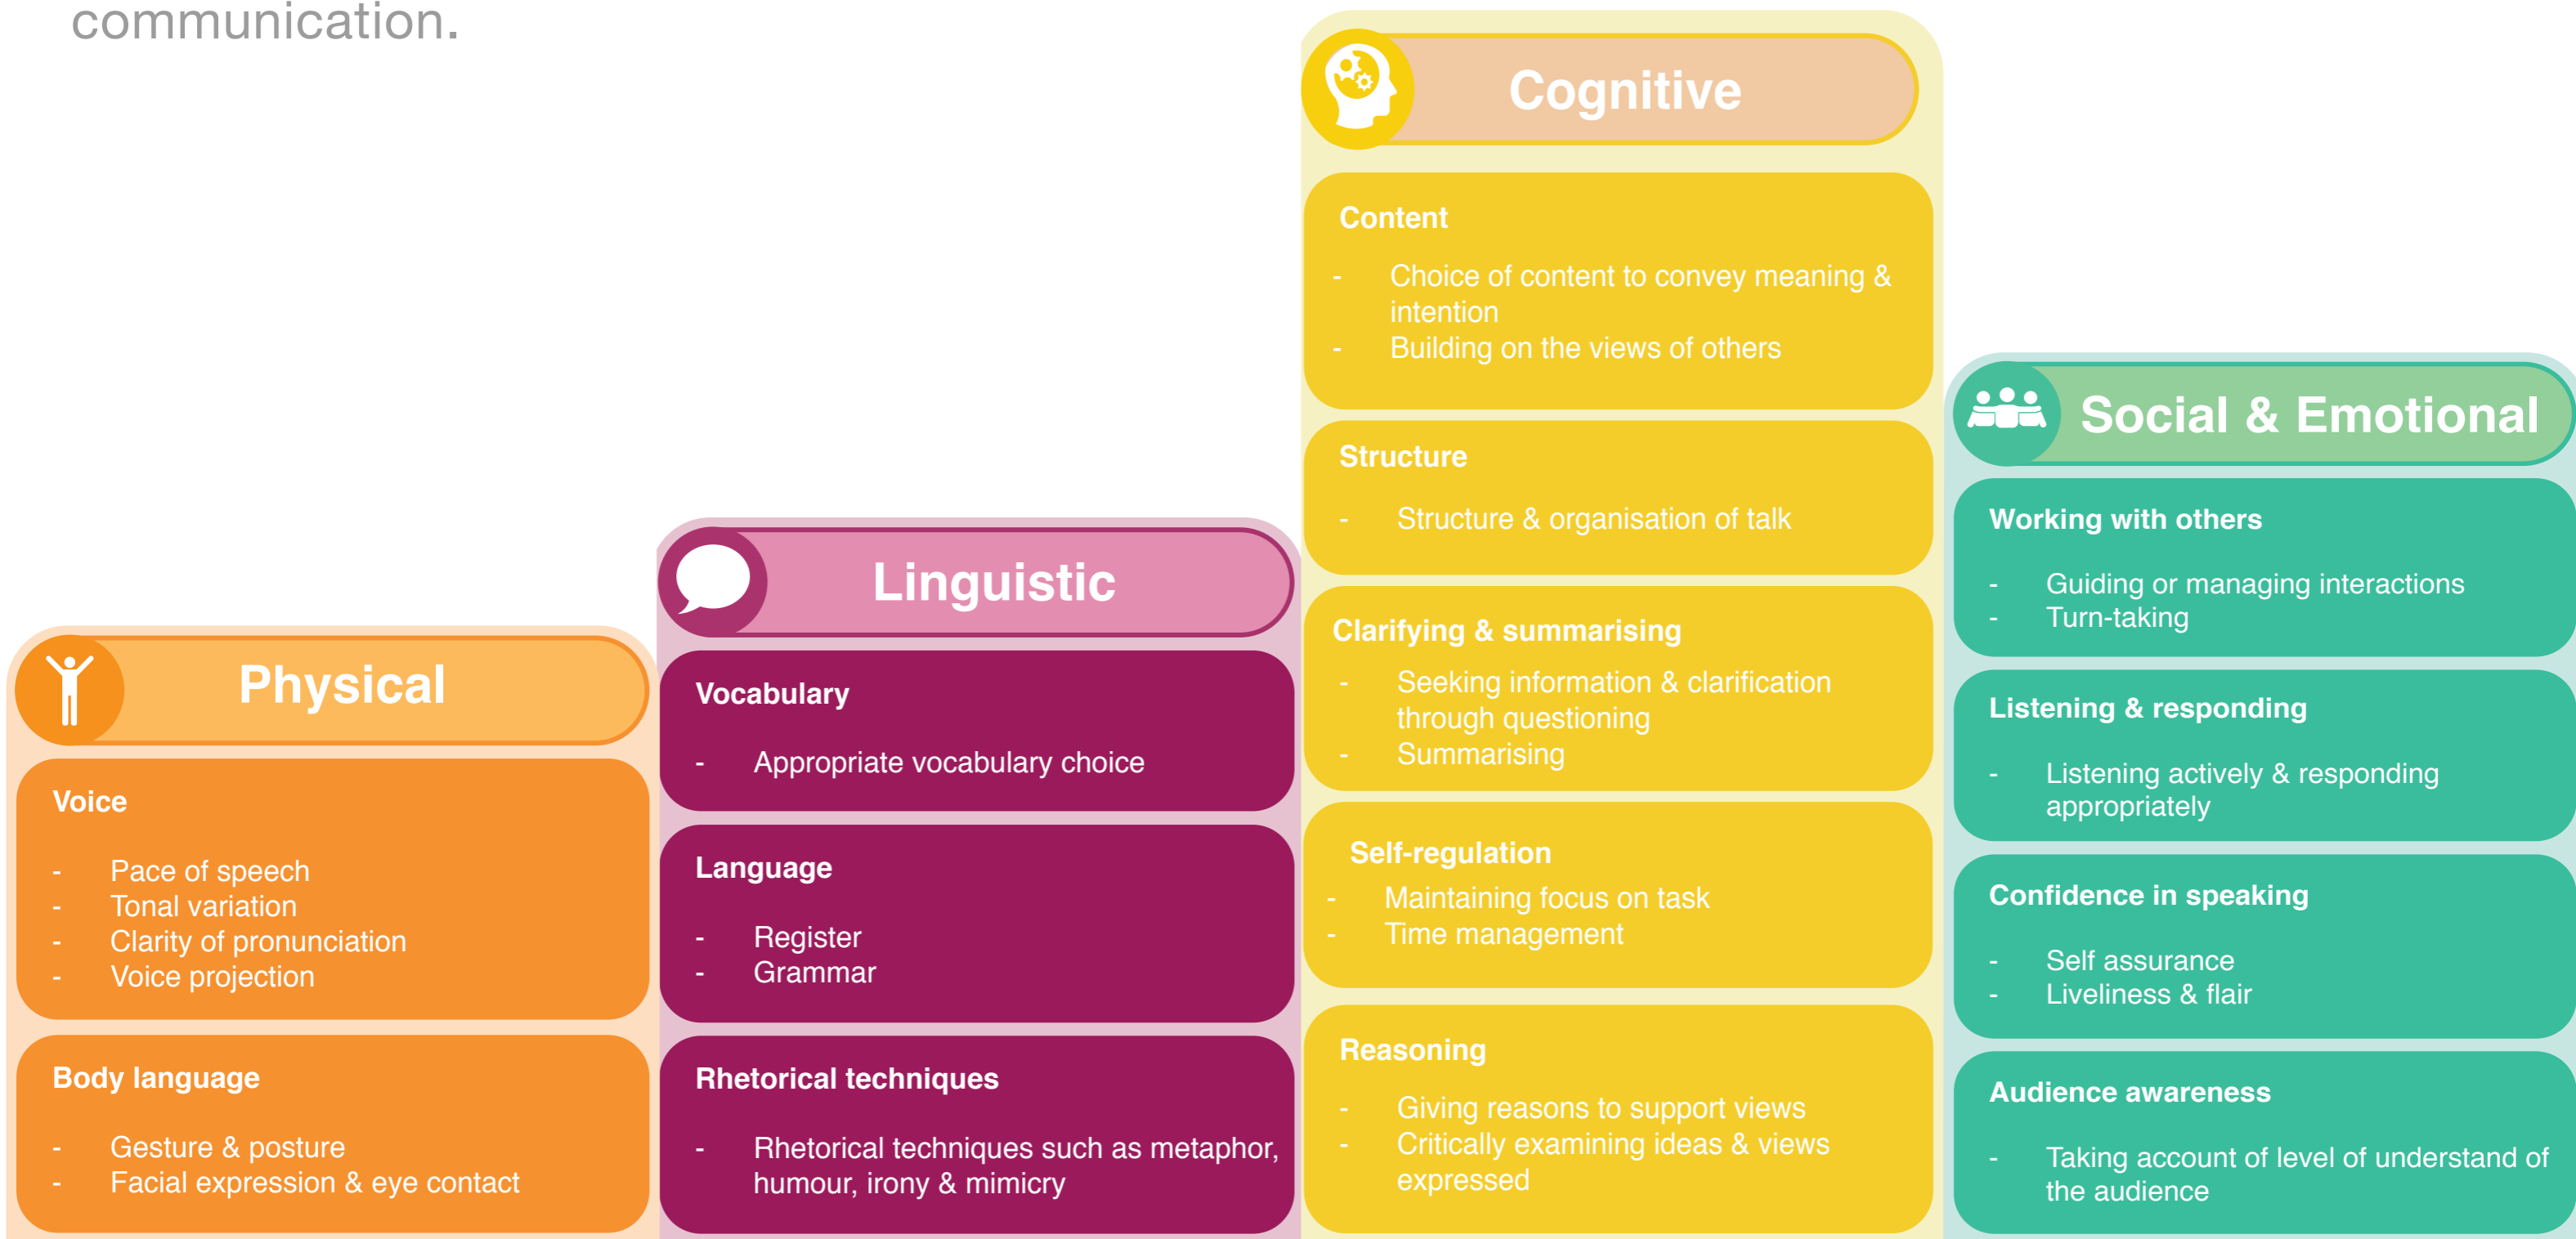 communication.
Physical
Voice
- Pace of speech
- Tonal variation
- Clarity of pronunciation
- Voice projection
Body language
- Gesture & posture
- Facial expression & eye contact
Linguistic
Vocabulary
- Appropriate vocabulary choice
Language
- Register
- Grammar
Rhetorical techniques
- Rhetorical techniques such as metaphor,
humour, irony & mimicry
Cognitive
Content
- Choice of content to convey meaning &
intention
- Building on the views of others
Structure
- Structure & organisation of talk
Clarifying & summarising
- Seeking information & clarification
through questioning
- Summarising
Self-regulation
- Maintaining focus on task
- Time management
Reasoning
- Giving reasons to support views
- Critically examining ideas & views
expressed
Social & Emotional
Working with others
- Guiding or managing interactions
- Turn-taking
Listening & responding
- Listening actively & responding
appropriately
Confidence in speaking
- Self assurance
- Liveliness & flair
Audience awareness
- Taking account of level of understand of
the audience